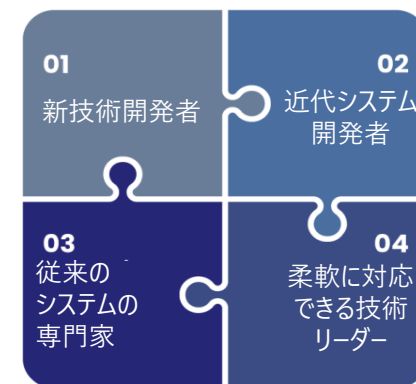 01
新技術開発者
02
近代システム
開発者
03
従来の
システムの
専門家
04
柔軟に対応
できる技術
リーダー